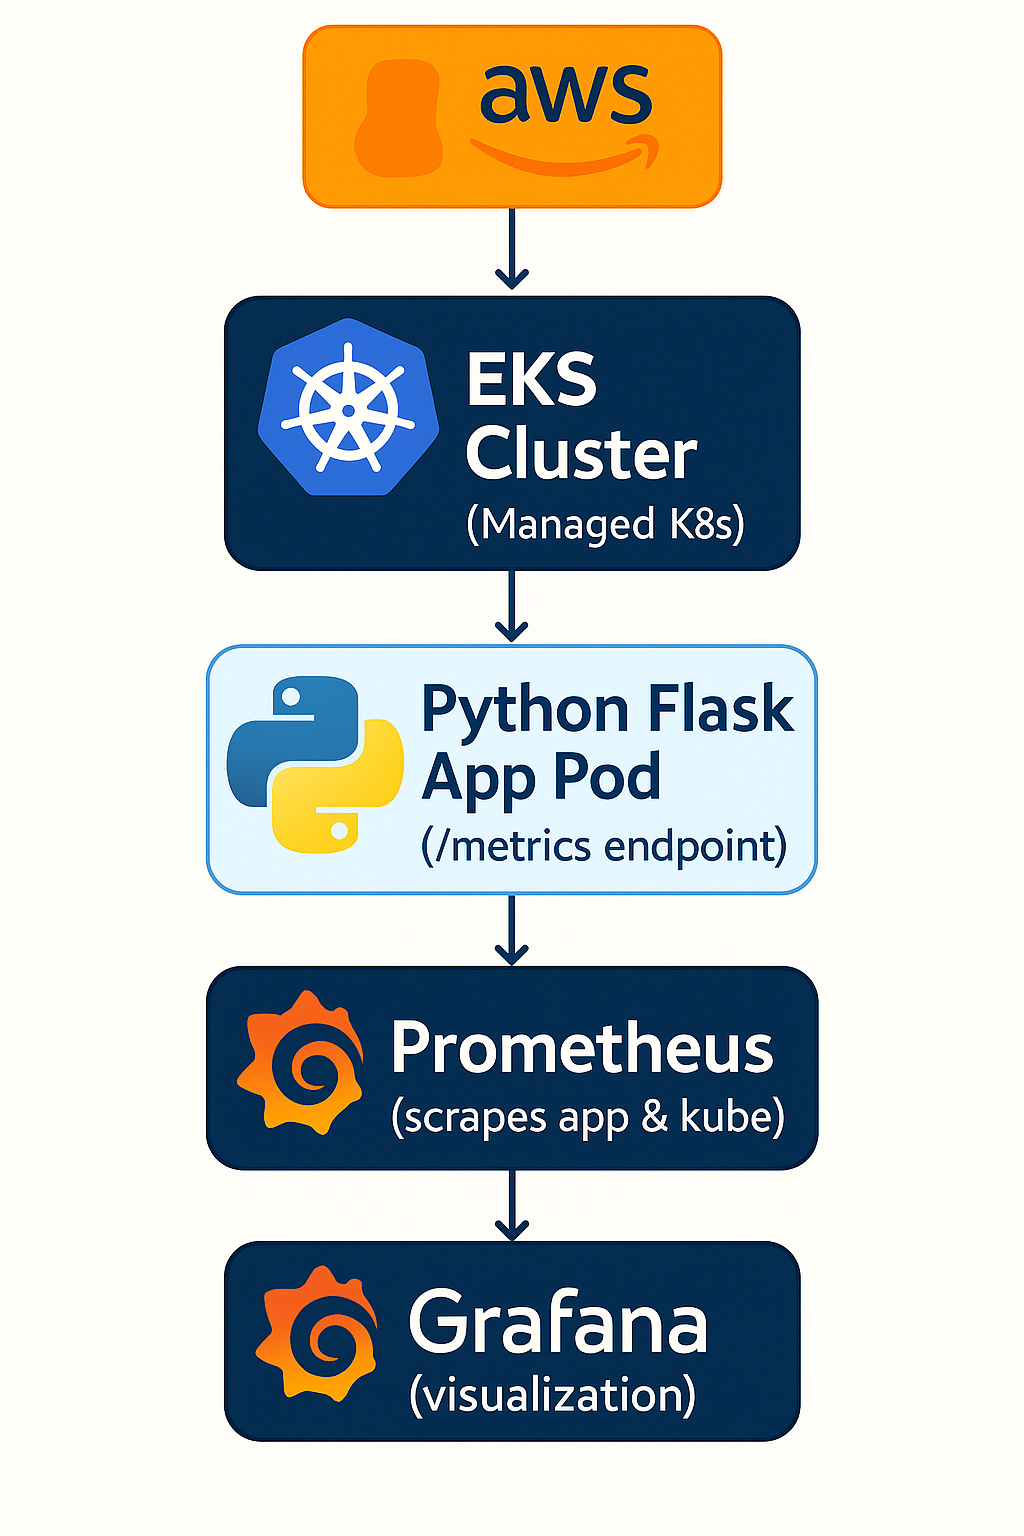 aws
EKS
Cluster
(Managed K8s)
Python Flask
App Pod
(/metrics endpoint)
Prometheus
(scrapes app & kube)
Grafana
(visualization)